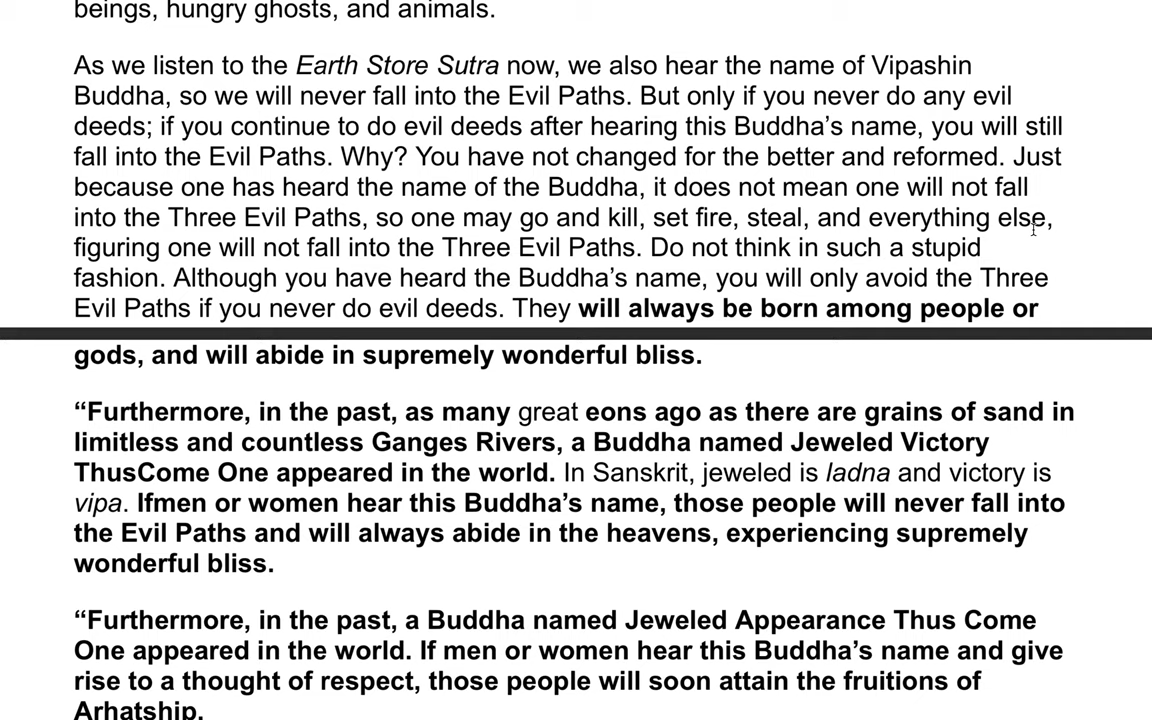 beings, hungry ghosts, and animals.
As we listen to the Earth Store Sutra now, we also hear the name of Vipashin
Buddha, so we will never fall into the Evil Paths. But only if you never do any evil
deeds; if you continue to do evil deeds after hearing this Buddha’s name, you will still
fall into the Evil Paths. Why? You have not changed for the better and reformed. Just
because one has heard the name of the Buddha, it does not mean one will not fall
into the Three Evil Paths, so one may go and kill, set fire, steal, and everything else,
figuring one will not fall into the Three Evil Paths. Do not think in such a stupid
fashion. Although you have heard the Buddha’s name, you will only avoid the Three
Evil Paths if you never do evil deeds. They will always be born among people or
gods, and will abide in supremely wonderful bliss.
“Furthermore, in the past, as many great eons ago as there are grains of sand in
limitless and countless Ganges Rivers, a Buddha named Jeweled Victory
ThusCome One appeared in the world. In Sanskrit, jeweled is ladna and victory is
vipa. Ifmen or women hear this Buddha’s name, those people will never fall into
the Evil Paths and will always abide in the heavens, experiencing supremely
wonderful bliss.
“Furthermore, in the past, a Buddha named Jeweled Appearance Thus Come
One appeared in the world. If men or women hear this Buddha’s name and give
rise to a thought of respect, those people will soon attain the fruitions of
Arhatship.